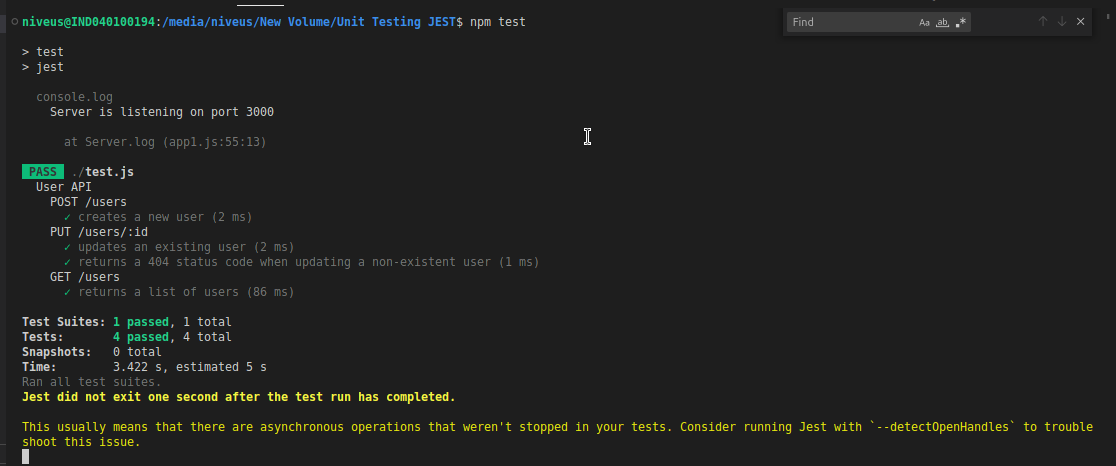 niveus@IND040100194:/media/niveus/New Volume/Unit Testing JEST$ npm test
Find
Aa ab, .*
> test
> jest
console.log
Server is listening on port 3000
at Server.log (app1.js:55:13)
PASS ./test.js
User API
POST /users
✓ creates a new user (2 ms)
PUT /users/:id
✓ updates an existing user (2 ms)
✓ returns a 404 status code when updating a non-existent user (1 ms)
GET /users
✓ returns a list of users (86 ms)
Test Suites: 1 passed, 1 total
Tests: 4 passed, 4 total
Snapshots: 0 total
Time: 3.422 s, estimated 5 s
Ran all test suites.
Jest did not exit one second after the test run has completed.
This usually means that there are asynchronous operations that weren't stopped in your tests. Consider running Jest with `--detectOpenHandles` to trouble
shoot this issue.